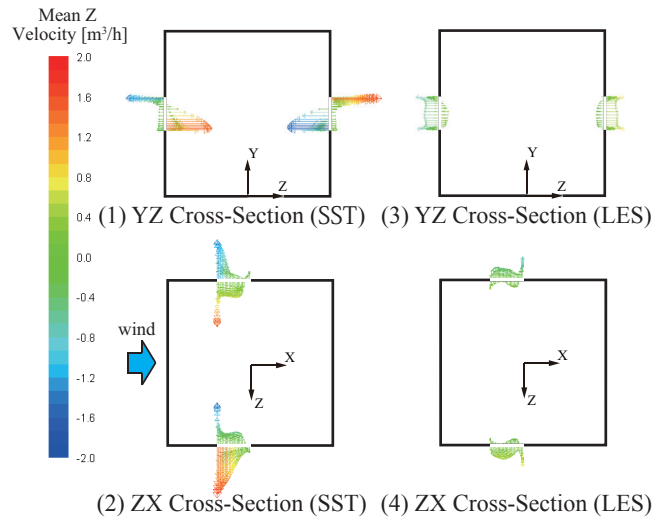 Mean Z
Velocity [m³/h]
2.0
1.6
1.2
0.8
0.4
0.0
-0.4
-0.8
-1.2
-1.6
-2.0
Y
Z
(1) YZ Cross-Section (SST)
Y
Z
(3) YZ Cross-Section (LES)
wind
X
Z
(2) ZX Cross-Section (SST)
X
Z
(4) ZX Cross-Section (LES)